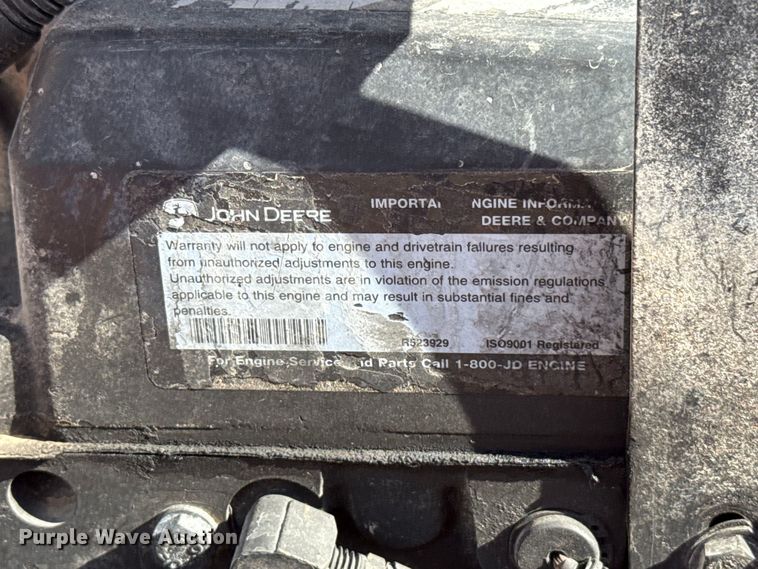 JOHN DEERE
IMPORTA NGINE INFORMA
DEERE & COMPANY
Warranty will not apply to engine and drivetrain failures resulting
from unauthorized adjustments to this engine.
Unauthorized adjustments are in violation of the emission regulations
applicable to this engine and may result in substantial fines and
penalties.
R523929 ISO9001 Registered
For Engine Service nd Parts Call 1-800-JD ENGINE
Purple Wave Auction